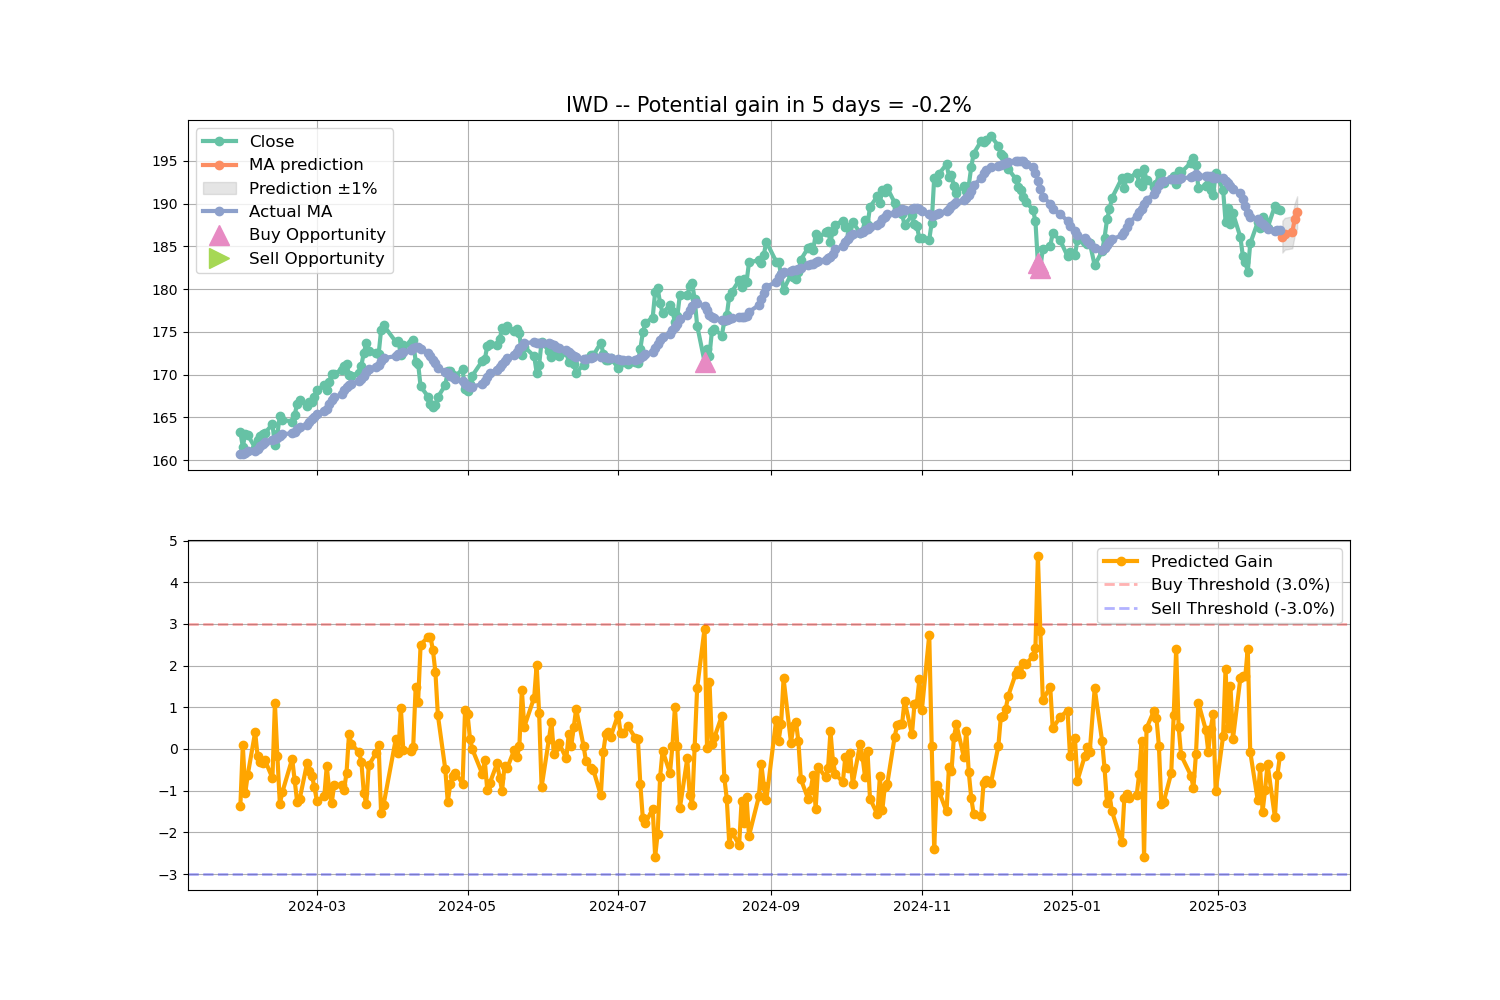 IWD -- Potential gain in 5 days = -0.2%
Close
MA prediction
Prediction ±1%
Actual MA
Buy Opportunity
Sell Opportunity
195
190
185
180
175
170
165
160
Predicted Gain
Buy Threshold (3.0%)
Sell Threshold (-3.0%)
5
4
3
2
1
0
−1
−2
−3
2024-03 2024-05 2024-07 2024-09 2024-11 2025-01 2025-03